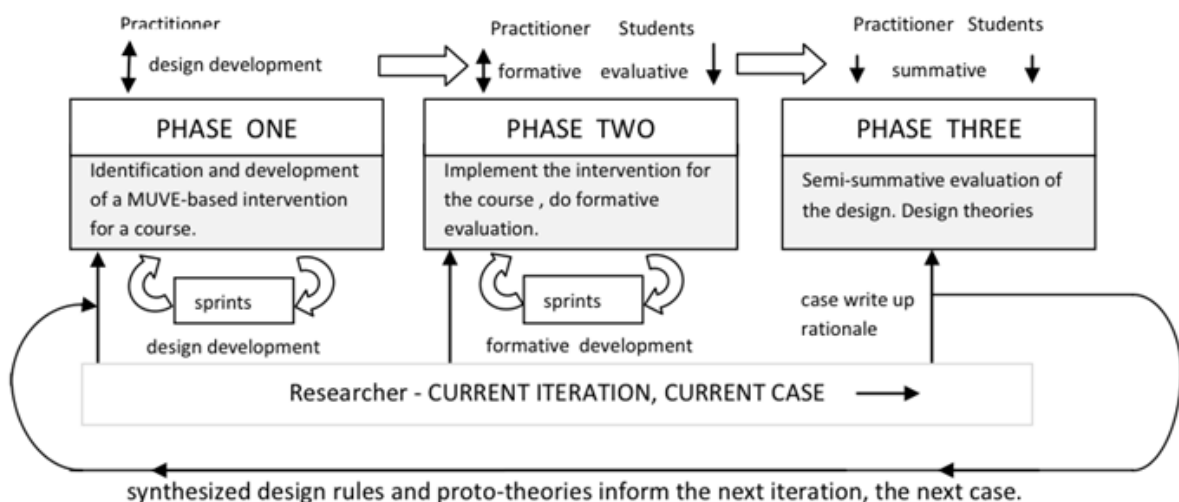 Practitioner
design development
PHASE ONE
Identification and development
of a MUVE-based intervention
for a course.
sprints
design development
Practitioner Students
formative evaluative
PHASE TWO
Implement the intervention for
the course , do formative
evaluation.
sprints
formative development
Practitioner Students
summative
PHASE THREE
Semi-summative evaluation of
the design. Design theories
case write up
rationale
Researcher - CURRENT ITERATION, CURRENT CASE
synthesized design rules and proto-theories inform the next iteration, the next case.